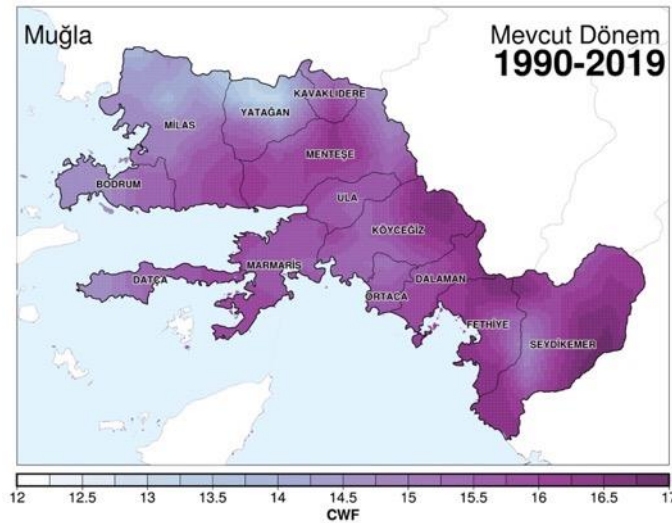 Muğla
Mevcut Dönem
1990-2019
KAVAKLIDERE
YATAĞAN
MİLAS
MENTEŞE
BODRUM
ULA
KÖYCEĞİZ
MARMARİS
DATÇA
DALAMAN
ORTACA
FETHİYE
SEYDİKEMER
12 12.5 13 13.5 14 14.5 15 15.5 16 16.5 17
CWF